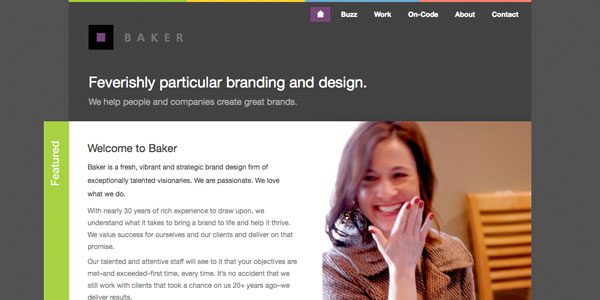 Buzz Work On-Code About Contact
BAKER
Feverishly particular branding and design.
We help people and companies create great brands.
Featured
Welcome to Baker
Baker is a fresh, vibrant and strategic brand design firm of
exceptionally talented visionaries. We are passionate. We love
what we do.
With nearly 30 years of rich experience to draw upon, we
understand what it takes to bring a brand to life and help it thrive.
We value success for ourselves and our clients and deliver on that
promise.
Our talented and attentive staff will see to it that your objectives are
met–and exceeded–first time, every time. It's no accident that we
still work with clients that took a chance on us 20+ years ago–we
deliver results.